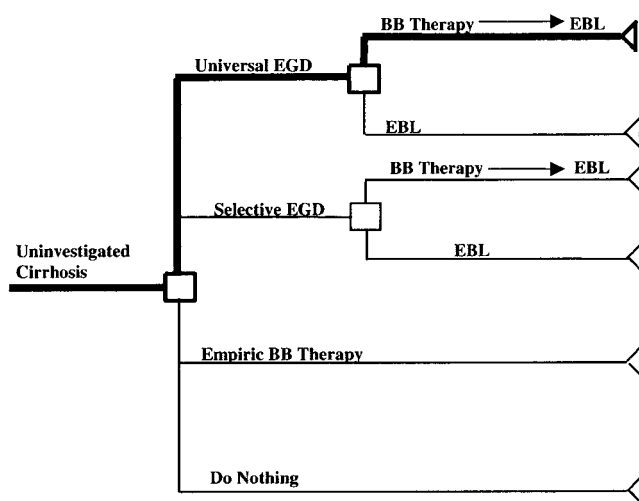 BB Therapy → EBL
Universal EGD
EBL
BB Therapy → EBL
Selective EGD
EBL
Uninvestigated
Cirrhosis
Empiric BB Therapy
Do Nothing